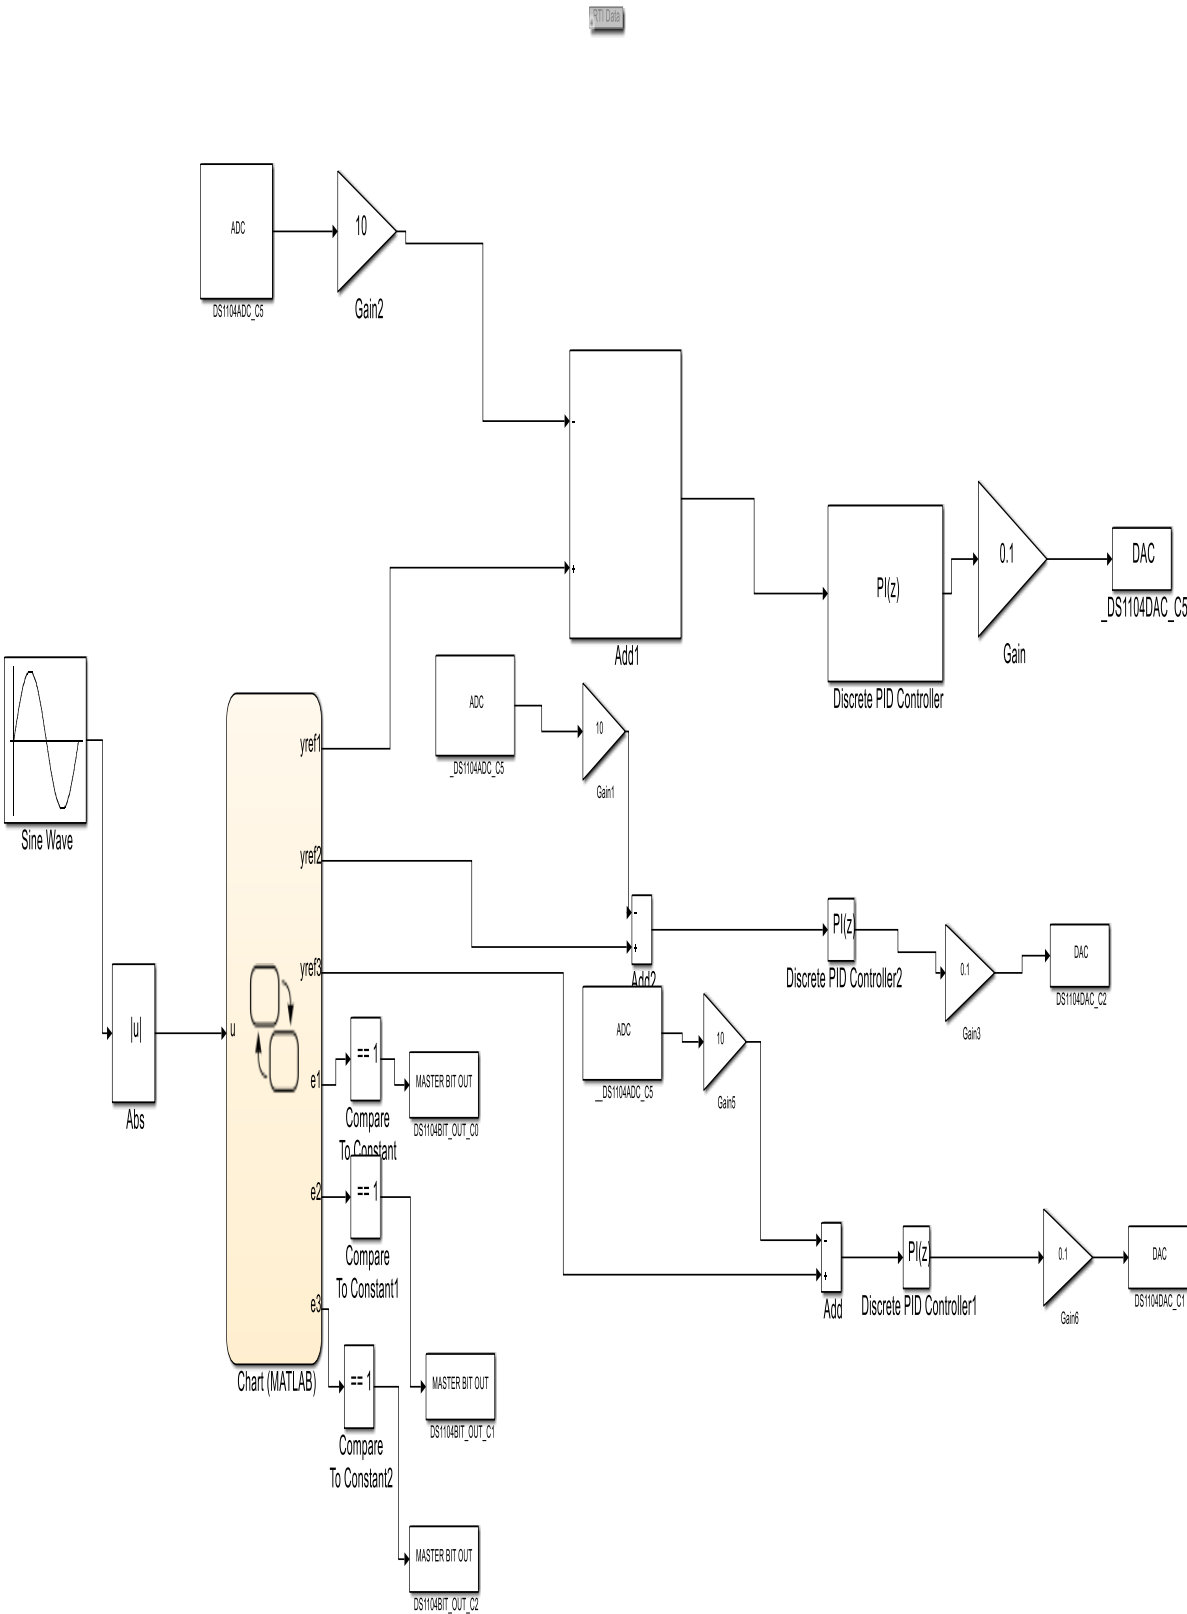 RTI Data
ADC
DS1104ADC_C5
10
Gain2
-
+
Add1
PI(z)
Discrete PID Controller
0.1
Gain
DAC
_DS1104DAC_C5
Sine Wave
|u|
Abs
u
yref1
yref2
yref3
e1
e2
e3
Chart (MATLAB)
ADC
_DS1104ADC_C5
10
Gain1
-
+
Add2
PI(z)
Discrete PID Controller2
0.1
Gain3
DAC
DS1104DAC_C2
ADC
__DS1104ADC_C5
10
Gain5
-
+
Add
PI(z)
Discrete PID Controller1
0.1
Gain6
DAC
DS1104DAC_C1
== 1
Compare
To Constant
MASTER BIT OUT
DS1104BIT_OUT_C0
== 1
Compare
To Constant1
MASTER BIT OUT
DS1104BIT_OUT_C1
== 1
Compare
To Constant2
MASTER BIT OUT
DS1104BIT_OUT_C2